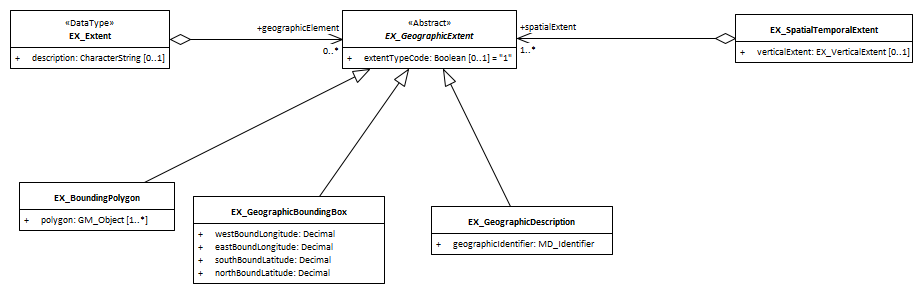 «DataType»
EX_Extent
+ description: CharacterString [0..1]
+geographicElement
0..*
«Abstract»
EX_GeographicExtent
+ extentTypeCode: Boolean [0..1] = "1"
+spatialExtent
1..*
EX_SpatialTemporalExtent
+ verticalExtent: EX_VerticalExtent [0..1]
EX_BoundingPolygon
+ polygon: GM_Object [1..*]
EX_GeographicBoundingBox
+ westBoundLongitude: Decimal
+ eastBoundLongitude: Decimal
+ southBoundLatitude: Decimal
+ northBoundLatitude: Decimal
EX_GeographicDescription
+ geographicIdentifier: MD_Identifier